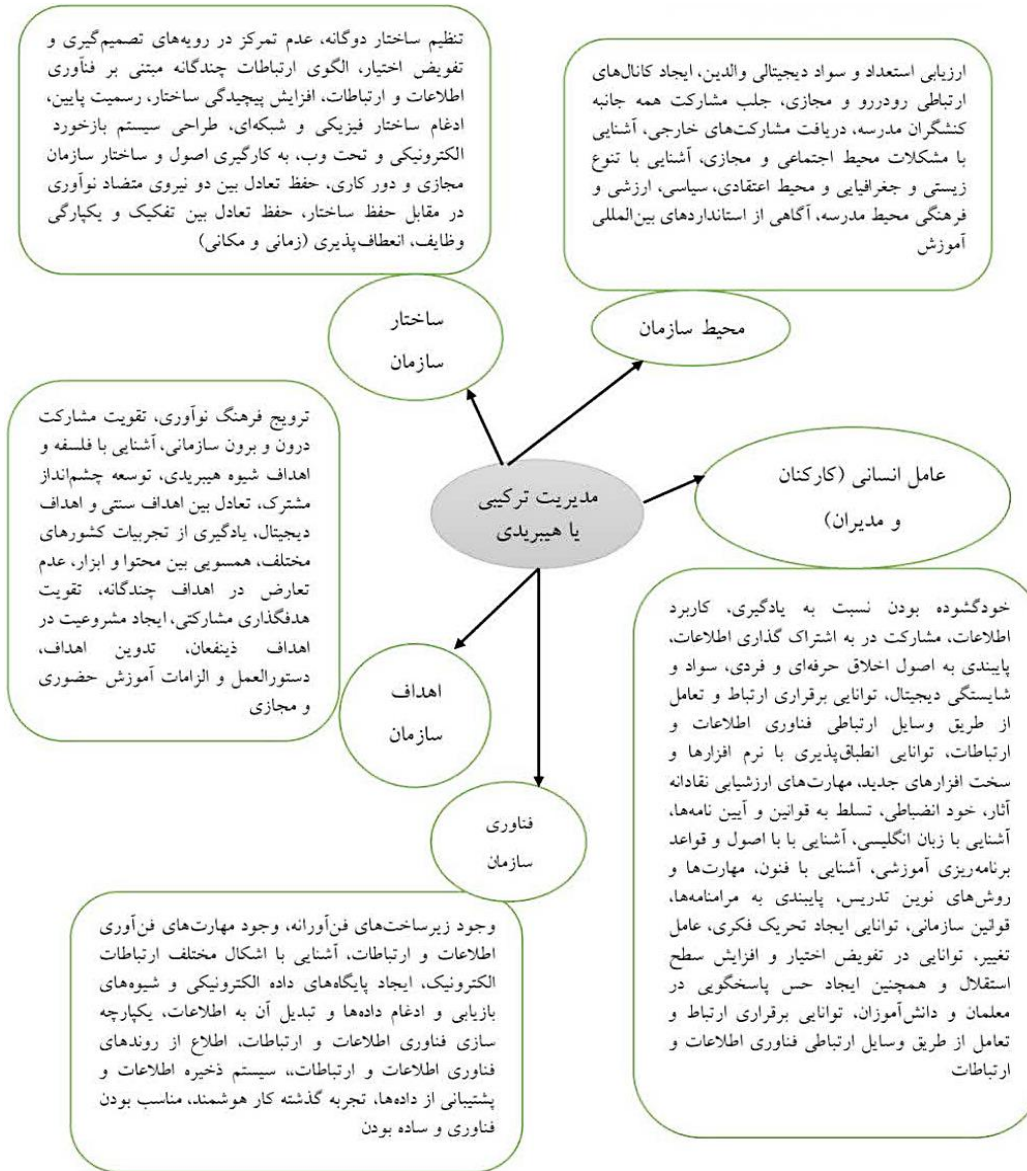 ارزیابی استعداد و سواد دیجیتالی والدین، ایجاد کانال‌های
ارتباطی رودررو و مجازی، جلب مشارکت همه جانبه
کنشگران مدرسه، دریافت مشارکت‌های خارجی، آشنایی
با مشکلات محیط اجتماعی و مجازی، آشنایی با تنوع
زیستی و جغرافیایی و محیط اعتقادی، سیاسی، ارزشی و
فرهنگی محیط مدرسه، آگاهی از استانداردهای بین‌المللی
آموزش
تنظیم ساختار دوگانه، عدم تمرکز در رویه‌های تصمیم‌گیری و
تفویض اختیار، الگوی ارتباطات چندگانه مبتنی بر فنآوری
اطلاعات و ارتباطات، افزایش پیچیدگی ساختار، رسمیت پایین،
ادغام ساختار فیزیکی و شبکه‌ای، طراحی سیستم بازخورد
الکترونیکی و تحت وب، به کارگیری اصول و ساختار سازمان
مجازی و دور کاری، حفظ تعادل بین دو نیروی متضاد نوآوری
در مقابل حفظ ساختار، حفظ تعادل بین تفکیک و یکپارگی
وظایف، انعطاف‌پذیری (زمانی و مکانی)
محیط سازمان
ساختار
سازمان
عامل انسانی (کارکنان
و مدیران)
مدیریت ترکیبی
یا هیبریدی
ترویج فرهنگ نوآوری، تقویت مشارکت
درون و برون سازمانی، آشنایی با فلسفه و
اهداف شیوه هیبریدی، توسعه چشم‌انداز
مشترک، تعادل بین اهداف سنتی و اهداف
دیجیتال، یادگیری از تجربیات کشورهای
مختلف، همسویی بین محتوا و ابزار، عدم
تعارض در اهداف چندگانه، تقویت
هدفگذاری مشارکتی، ایجاد مشروعیت در
اهداف ذینفعان، تدوین اهداف،
دستورالعمل و الزامات آموزش حضوری
و مجازی
خودگشوده بودن نسبت به یادگیری، کاربرد
اطلاعات، مشارکت در به اشتراک گذاری اطلاعات،
پایبندی به اصول اخلاق حرفه‌ای و فردی، سواد و
شایستگی دیجیتال، توانایی برقراری ارتباط و تعامل
از طریق وسایل ارتباطی فناوری اطلاعات و
ارتباطات، توانایی انطباق‌پذیری با نرم افزارها و
سخت افزارهای جدید، مهارت‌های ارزشیابی نقادانه
آثار، خود انضباطی، تسلط به قوانین و آیین نامه‌ها،
آشنایی با زبان انگلیسی، آشنایی با با اصول و قواعد
برنامه‌ریزی آموزشی، آشنایی با فنون، مهارت‌ها و
روش‌های نوین تدریس، پایبندی به مرامنامه‌ها،
قوانین سازمانی، توانایی ایجاد تحریک فکری، عامل
تغییر، توانایی در تفویض اختیار و افزایش سطح
استقلال و همچنین ایجاد حس پاسخگویی در
معلمان و دانش‌آموزان، توانایی برقراری ارتباط و
تعامل از طریق وسایل ارتباطی فناوری اطلاعات و
ارتباطات
اهداف
سازمان
فناوری
سازمان
وجود زیرساخت‌های فن‌آورانه، وجود مهارت‌های فن‌آوری
اطلاعات و ارتباطات، آشنایی با اشکال مختلف ارتباطات
الکترونیک، ایجاد پایگاه‌های داده الکترونیکی و شیوه‌های
بازیابی و ادغام داده‌ها و تبدیل آن به اطلاعات، یکپارچه
سازی فناوری اطلاعات و ارتباطات، اطلاع از روندهای
فناوری اطلاعات و ارتباطات،، سیستم ذخیره اطلاعات و
پشتیبانی از داده‌ها، تجربه گذشته کار هوشمند، مناسب بودن
فناوری و ساده بودن